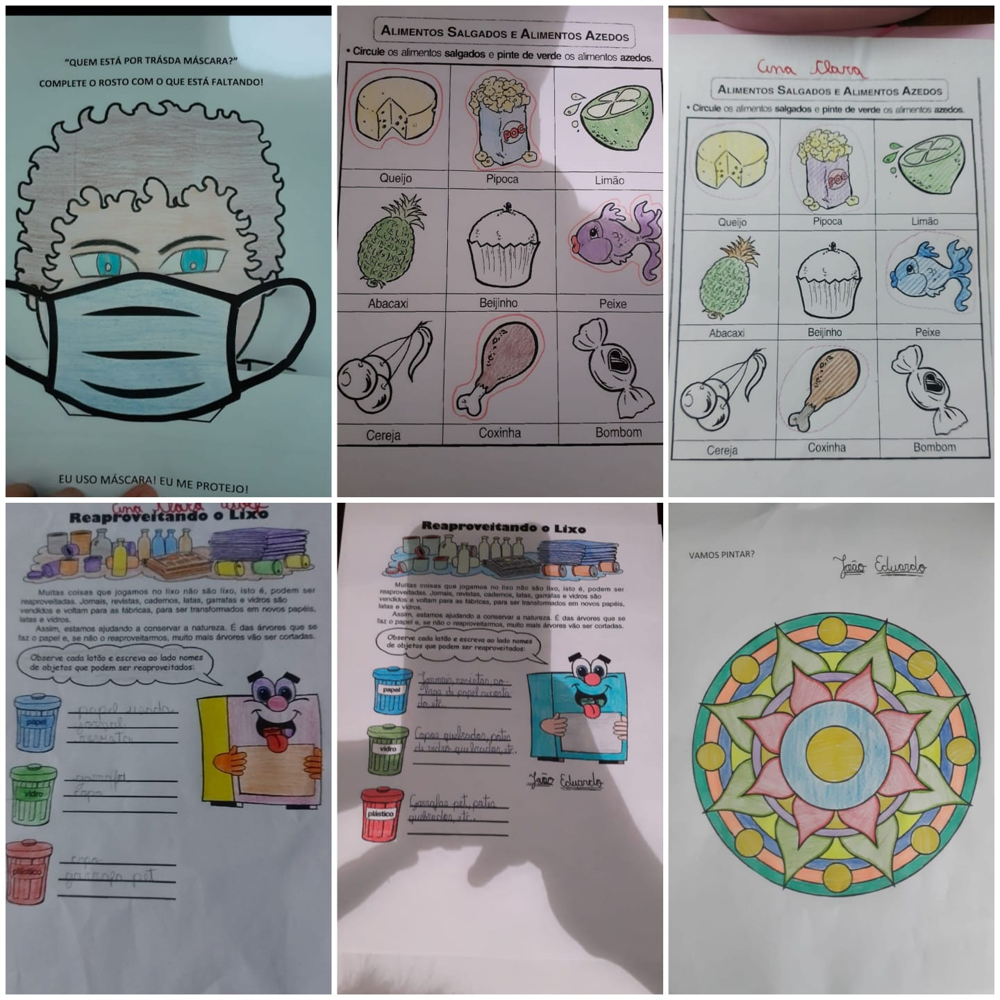 “QUEM ESTÁ POR TRÁSDA MÁSCARA?”
COMPLETE O ROSTO COM O QUE ESTÁ FALTANDO!
EU USO MÁSCARA! EU ME PROTEJO!
ALIMENTOS SALGADOS E ALIMENTOS AZEDOS
• Circule os alimentos salgados e pinte de verde os alimentos azedos.
POC
Queijo Pipoca Limão
Abacaxi Beijinho Peixe
Cereja Coxinha Bombom
Ana Clara
ALIMENTOS SALGADOS E ALIMENTOS AZEDOS
• Circule os alimentos salgados e pinte de verde os alimentos azedos.
POC
Queijo Pipoca Limão
Abacaxi Beijinho Peixe
Cereja Coxinha Bombom
Ana Clara
Reaproveitando o Lixo
Muitas coisas que jogamos no lixo não são lixo, isto é, podem ser
reaproveitadas. Jornais, revistas, cadernos, latas, garrafas e vidros são
vendidos e voltam para as fábricas, para ser transformados em novos papéis,
latas e vidros.
Assim, estamos ajudando a conservar a natureza. É das árvores que se
faz o papel e, se não o reaproveitarmos, muito mais árvores vão ser cortadas.
Observe cada latão e escreva ao lado nomes
de objetos que podem ser reaproveitados:
papel
papel
jornal
revista
vidro
garrafa
copo
plástico
copo
garrafa pet
Reaproveitando o Lixo
Muitas coisas que jogamos no lixo não são lixo, isto é, podem ser
reaproveitadas. Jornais, revistas, cadernos, latas, garrafas e vidros são
vendidos e voltam para as fábricas, para ser transformados em novos papéis,
latas e vidros.
Assim, estamos ajudando a conservar a natureza. É das árvores que se
faz o papel e, se não o reaproveitarmos, muito mais árvores vão ser cortadas.
Observe cada latão e escreva ao lado nomes
de objetos que podem ser reaproveitados:
papel
Jornais, revistas, so-
bras de papel recorta
do, etc.
vidro
Copos quebrados, potes
de vidro quebrados, etc.
João Eduardo
plástico
Garrafas pet, potes
quebrados, etc.
VAMOS PINTAR?
João Eduardo